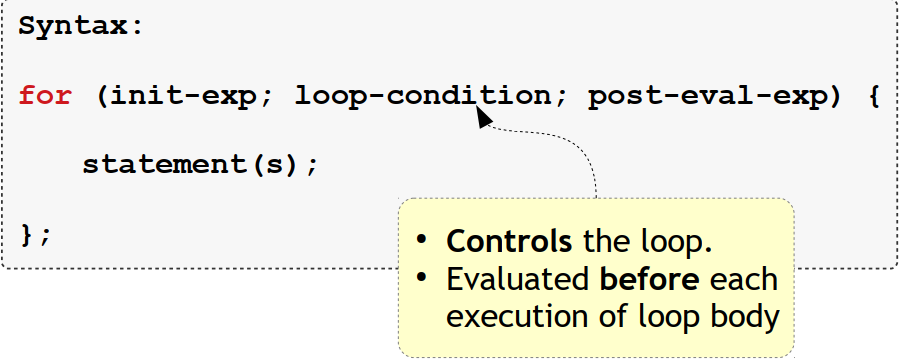 Syntax:
for (init-exp; loop-condition; post-eval-exp) {
statement(s);
};
• Controls the loop.
• Evaluated before each
execution of loop body